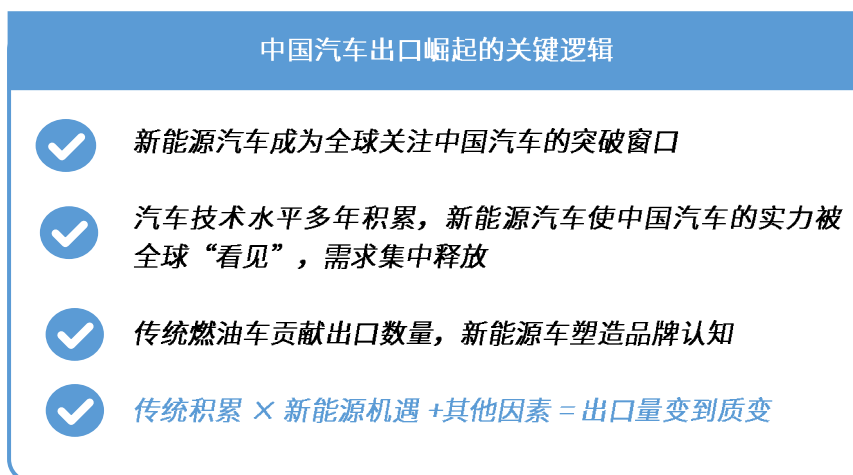 中国汽车出口崛起的关键逻辑
新能源汽车成为全球关注中国汽车的突破窗口
汽车技术水平多年积累，新能源汽车使中国汽车的实力被
全球“看见”，需求集中释放
传统燃油车贡献出口数量，新能源车塑造品牌认知
传统积累 × 新能源机遇 +其他因素 = 出口量变到质变